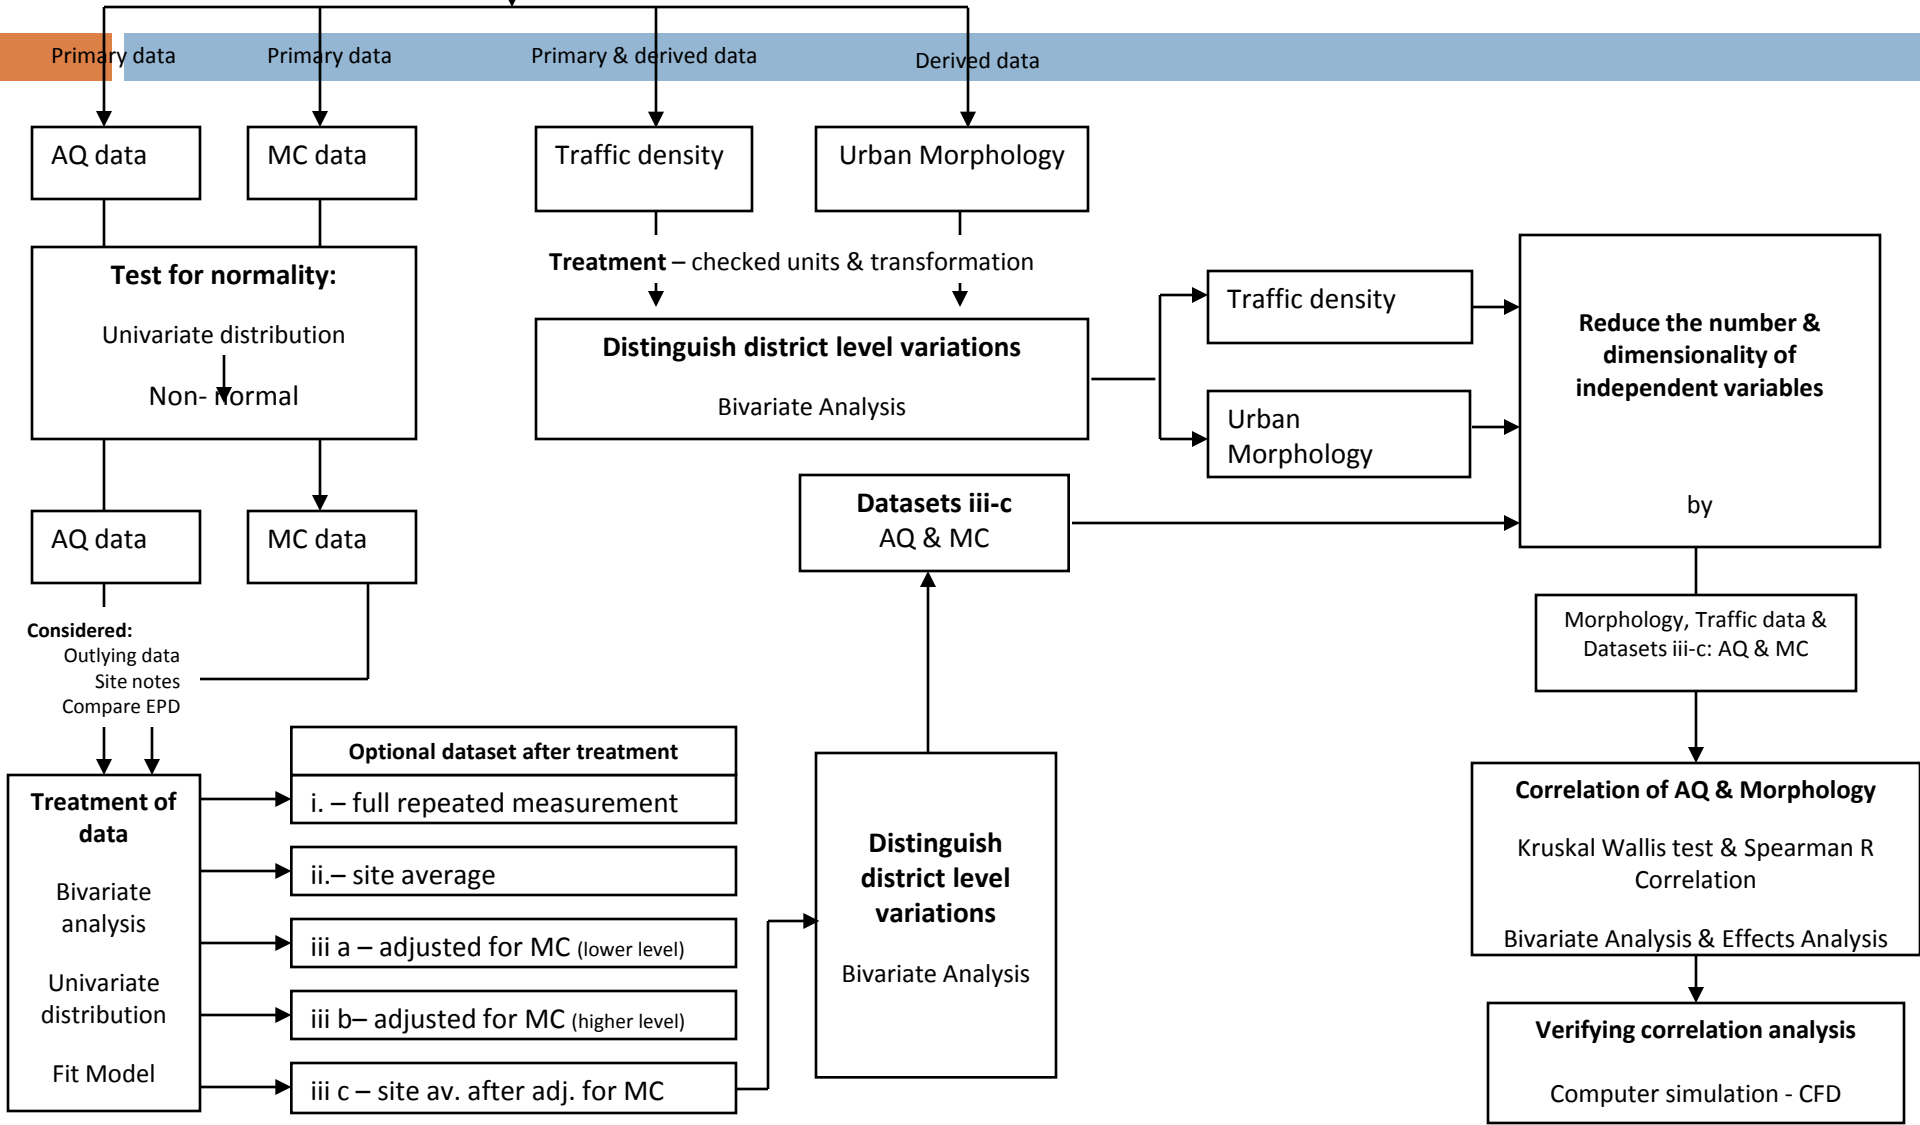 Primary data
Primary data
Primary & derived data
Derived data
AQ data
MC data
Traffic density
Urban Morphology
Test for normality:
Univariate distribution
Non- normal
Treatment – checked units & transformation
Distinguish district level variations
Bivariate Analysis
Traffic density
Urban
Morphology
Reduce the number &
dimensionality of
independent variables
by
AQ data
MC data
Datasets iii-c
AQ & MC
Considered:
Outlying data
Site notes
Compare EPD
Morphology, Traffic data &
Datasets iii-c: AQ & MC
Treatment of
data
Bivariate
analysis
Univariate
distribution
Fit Model
Optional dataset after treatment
i. – full repeated measurement
ii.– site average
iii a – adjusted for MC (lower level)
iii b– adjusted for MC (higher level)
iii c – site av. after adj. for MC
Distinguish
district level
variations
Bivariate Analysis
Correlation of AQ & Morphology
Kruskal Wallis test & Spearman R
Correlation
Bivariate Analysis & Effects Analysis
Verifying correlation analysis
Computer simulation - CFD